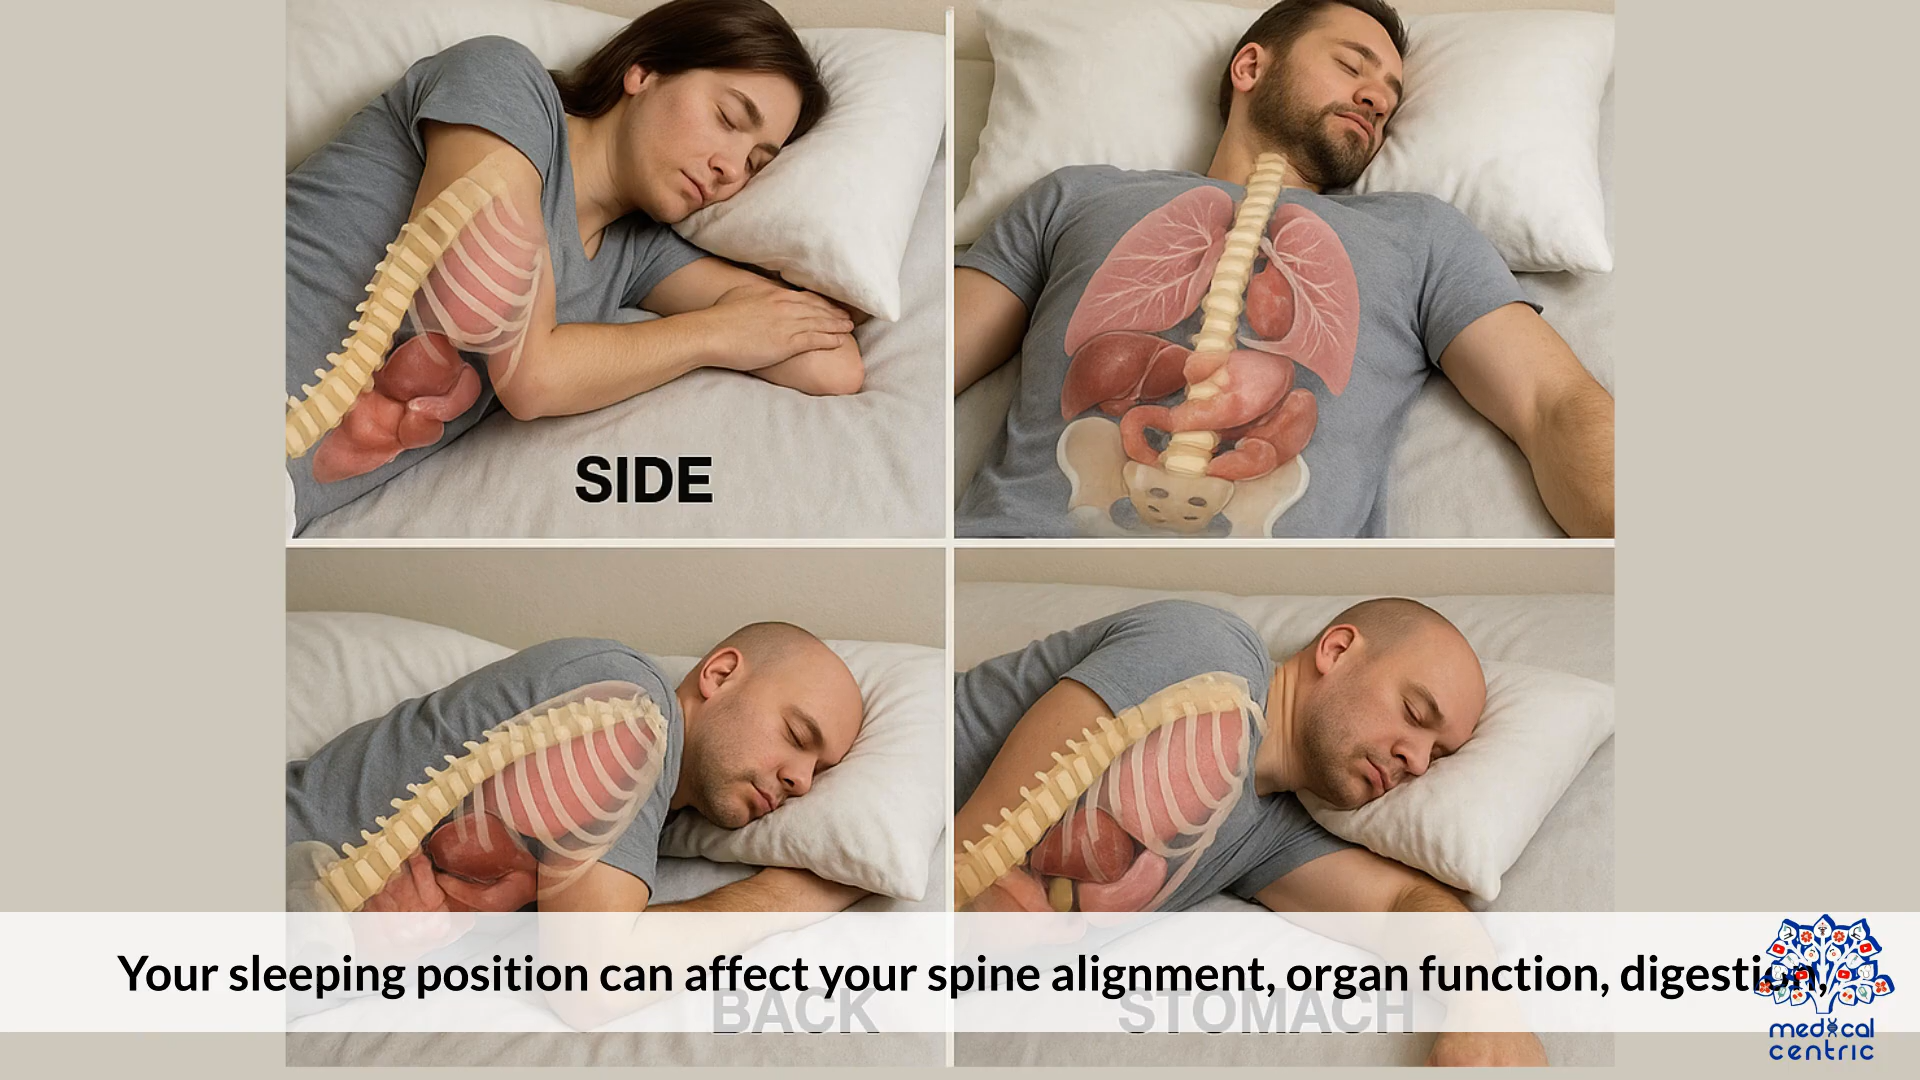 SIDE
Your sleeping position can affect your spine alignment, organ function, digestion,
BACK
STOMACH
medical
centric